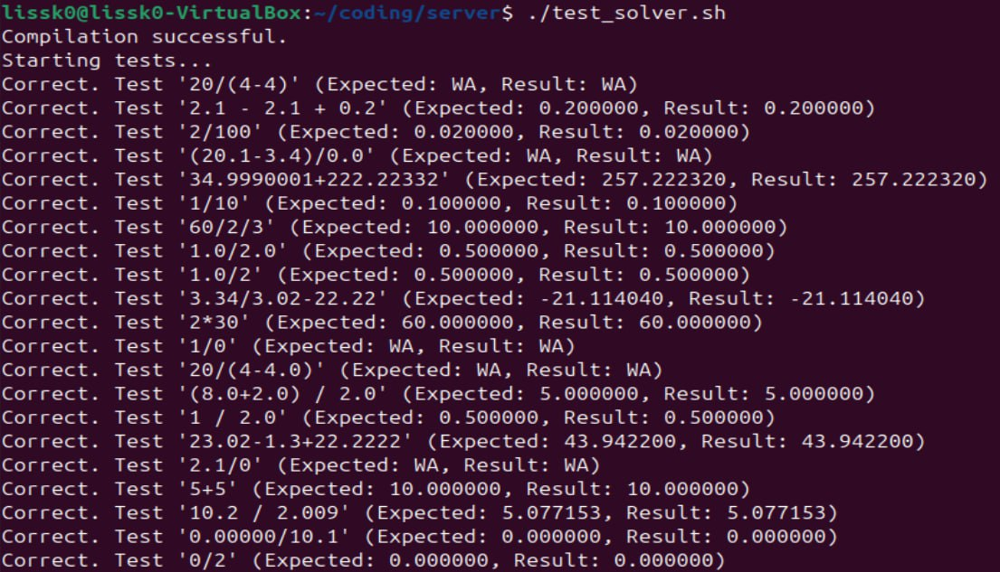 lissk0@lissk0-VirtualBox:~/coding/server$ ./test_solver.sh
Compilation successful.
Starting tests...
Correct. Test '20/(4-4)' (Expected: WA, Result: WA)
Correct. Test '2.1 - 2.1 + 0.2' (Expected: 0.200000, Result: 0.200000)
Correct. Test '2/100' (Expected: 0.020000, Result: 0.020000)
Correct. Test '(20.1-3.4)/0.0' (Expected: WA, Result: WA)
Correct. Test '34.9990001+222.22332' (Expected: 257.222320, Result: 257.222320)
Correct. Test '1/10' (Expected: 0.100000, Result: 0.100000)
Correct. Test '60/2/3' (Expected: 10.000000, Result: 10.000000)
Correct. Test '1.0/2.0' (Expected: 0.500000, Result: 0.500000)
Correct. Test '1.0/2' (Expected: 0.500000, Result: 0.500000)
Correct. Test '3.34/3.02-22.22' (Expected: -21.114040, Result: -21.114040)
Correct. Test '2*30' (Expected: 60.000000, Result: 60.000000)
Correct. Test '1/0' (Expected: WA, Result: WA)
Correct. Test '20/(4-4.0)' (Expected: WA, Result: WA)
Correct. Test '(8.0+2.0) / 2.0' (Expected: 5.000000, Result: 5.000000)
Correct. Test '1 / 2.0' (Expected: 0.500000, Result: 0.500000)
Correct. Test '23.02-1.3+22.2222' (Expected: 43.942200, Result: 43.942200)
Correct. Test '2.1/0' (Expected: WA, Result: WA)
Correct. Test '5+5' (Expected: 10.000000, Result: 10.000000)
Correct. Test '10.2 / 2.009' (Expected: 5.077153, Result: 5.077153)
Correct. Test '0.00000/10.1' (Expected: 0.000000, Result: 0.000000)
Correct. Test '0/2' (Expected: 0.000000, Result: 0.000000)